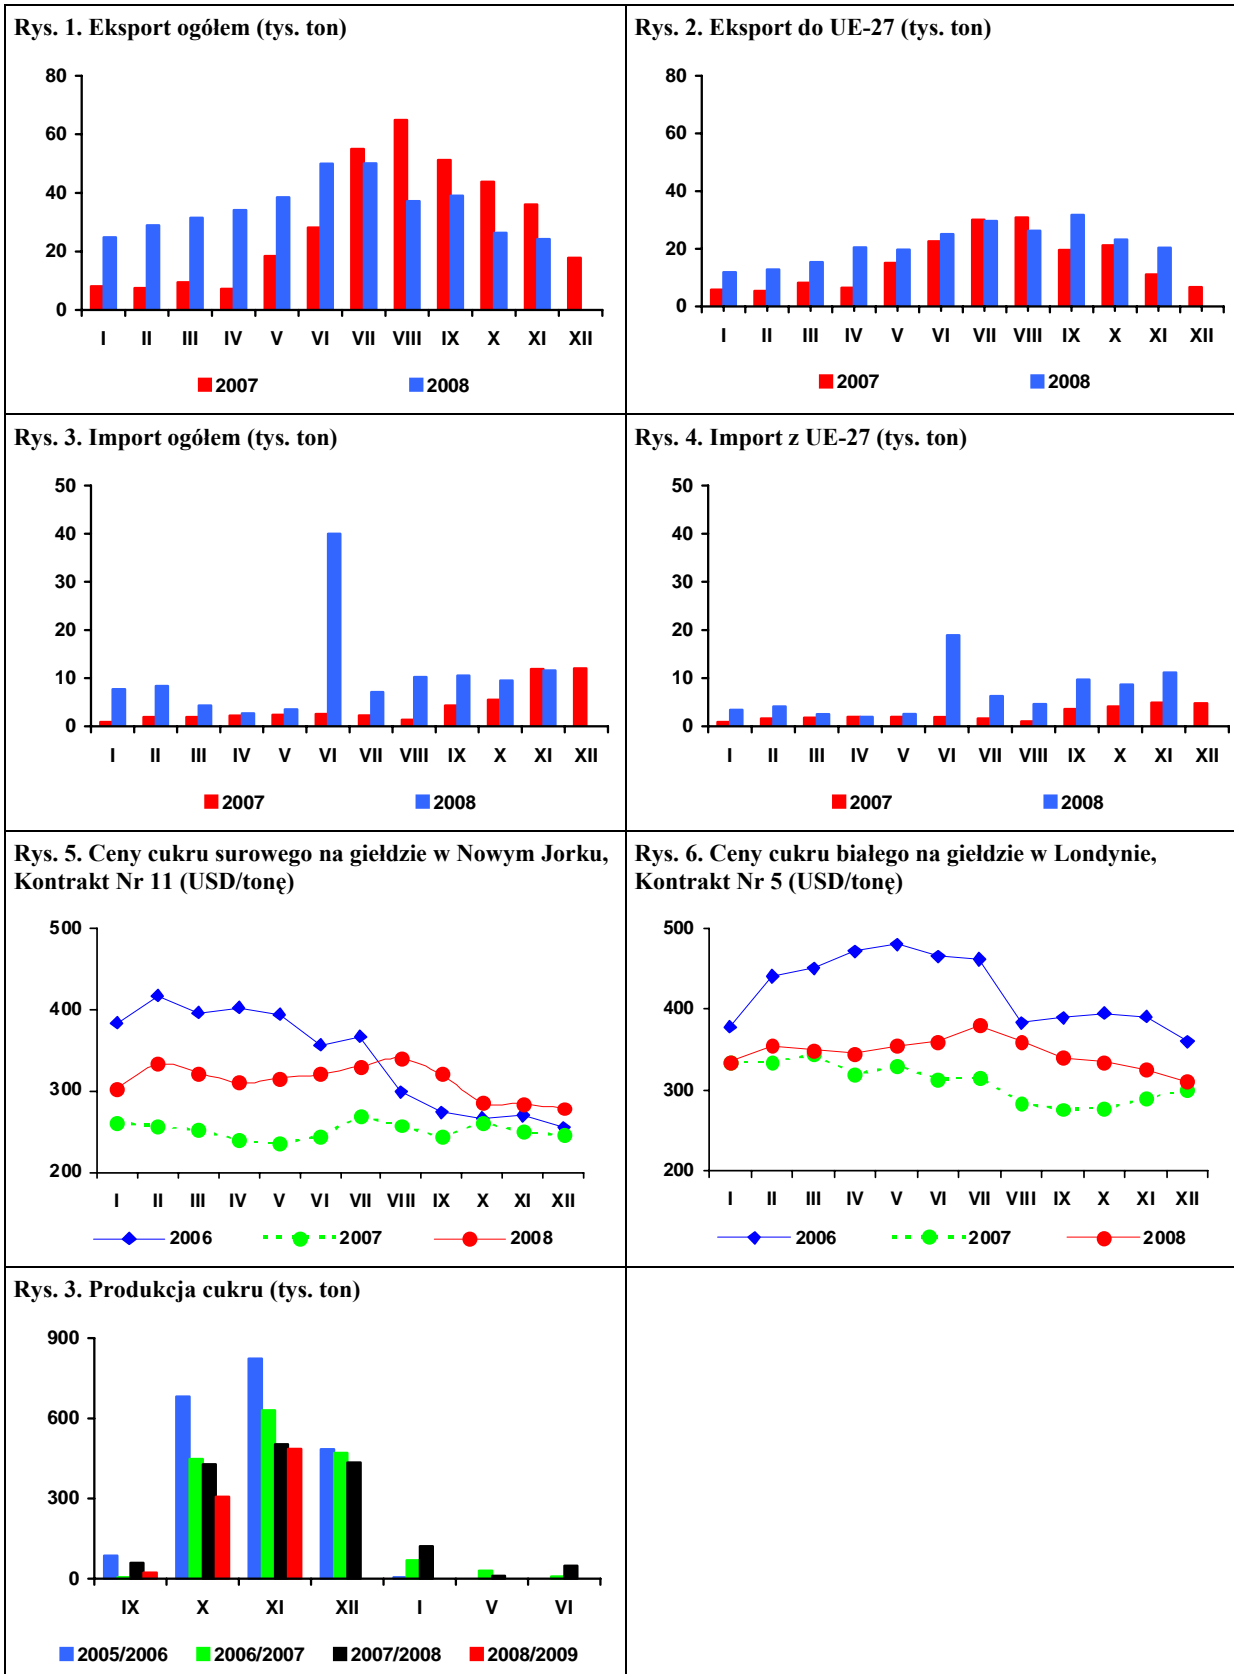 Rys. 1. Eksport ogółem (tys. ton)
80
60
40
20
0
I II III IV V VI VII VIII IX X XI XII
2007 2008
Rys. 2. Eksport do UE-27 (tys. ton)
80
60
40
20
0
I II III IV V VI VII VIII IX X XI XII
2007 2008
Rys. 3. Import ogółem (tys. ton)
50
40
30
20
10
0
I II III IV V VI VII VIII IX X XI XII
2007 2008
Rys. 4. Import z UE-27 (tys. ton)
50
40
30
20
10
0
I II III IV V VI VII VIII IX X XI XII
2007 2008
Rys. 5. Ceny cukru surowego na giełdzie w Nowym Jorku,
Kontrakt Nr 11 (USD/tonę)
500
400
300
200
I II III IV V VI VII VIII IX X XI XII
2006 2007 2008
Rys. 6. Ceny cukru białego na giełdzie w Londynie,
Kontrakt Nr 5 (USD/tonę)
500
400
300
200
I II III IV V VI VII VIII IX X XI XII
2006 2007 2008
Rys. 3. Produkcja cukru (tys. ton)
900
600
300
0
IX X XI XII I V VI
2005/2006 2006/2007 2007/2008 2008/2009